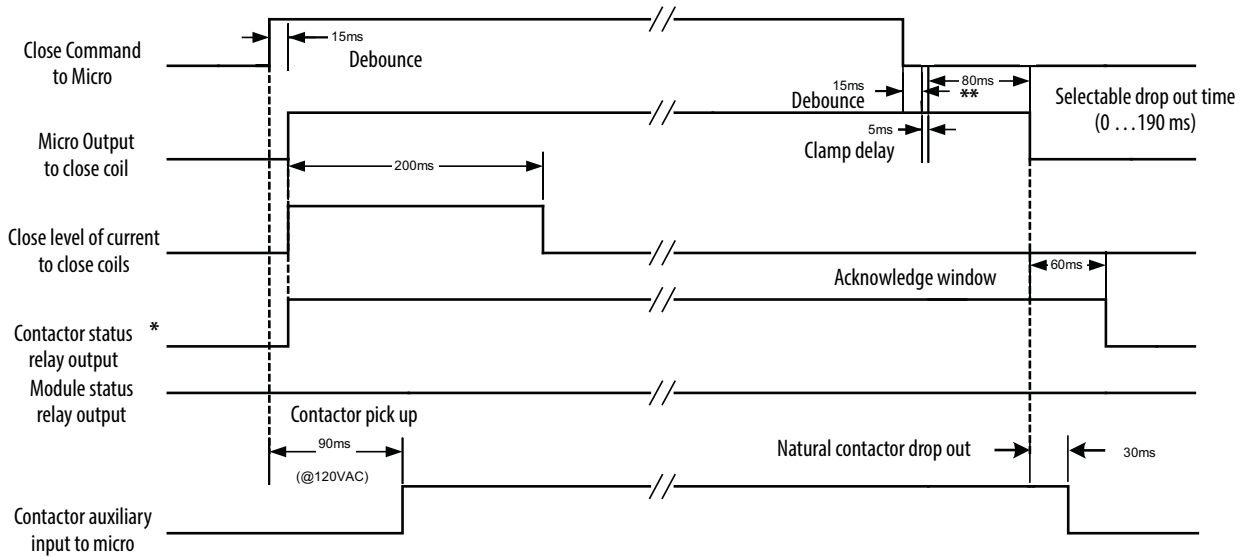 Close Command
to Micro
15ms
Debounce
15ms
Debounce
80ms
**
Selectable drop out time
(0 …190 ms)
5ms
Clamp delay
Micro Output
to close coil
200ms
Close level of current
to close coils
60ms
Acknowledge window
Contactor status *
relay output
Module status
relay output
Contactor pick up
90ms
(@120VAC)
Natural contactor drop out
30ms
Contactor auxiliary
input to micro